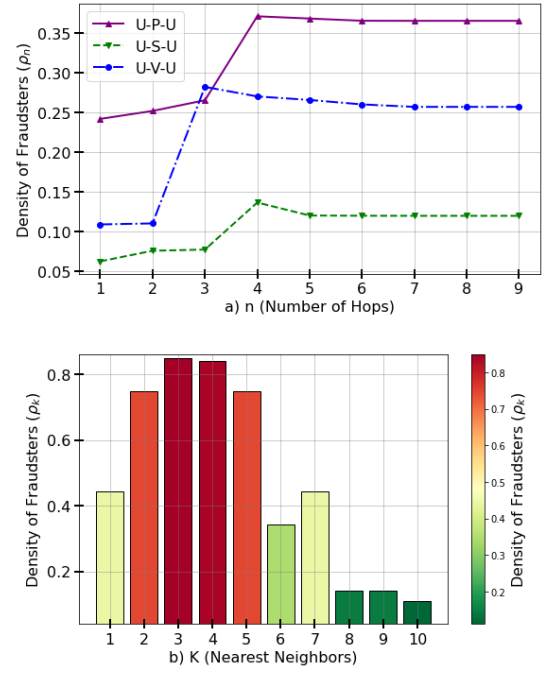 Density of Fraudsters (ρn)
0.35
0.30
0.25
0.20
0.15
0.10
0.05
U-P-U
U-S-U
U-V-U
1 2 3 4 5 6 7 8 9
a) n (Number of Hops)
Density of Fraudsters (ρk)
0.8
0.6
0.4
0.2
1 2 3 4 5 6 7 8 9 10
b) K (Nearest Neighbors)
0.8
0.7
0.6
0.5
0.4
0.3
0.2
Density of Fraudsters (ρk)